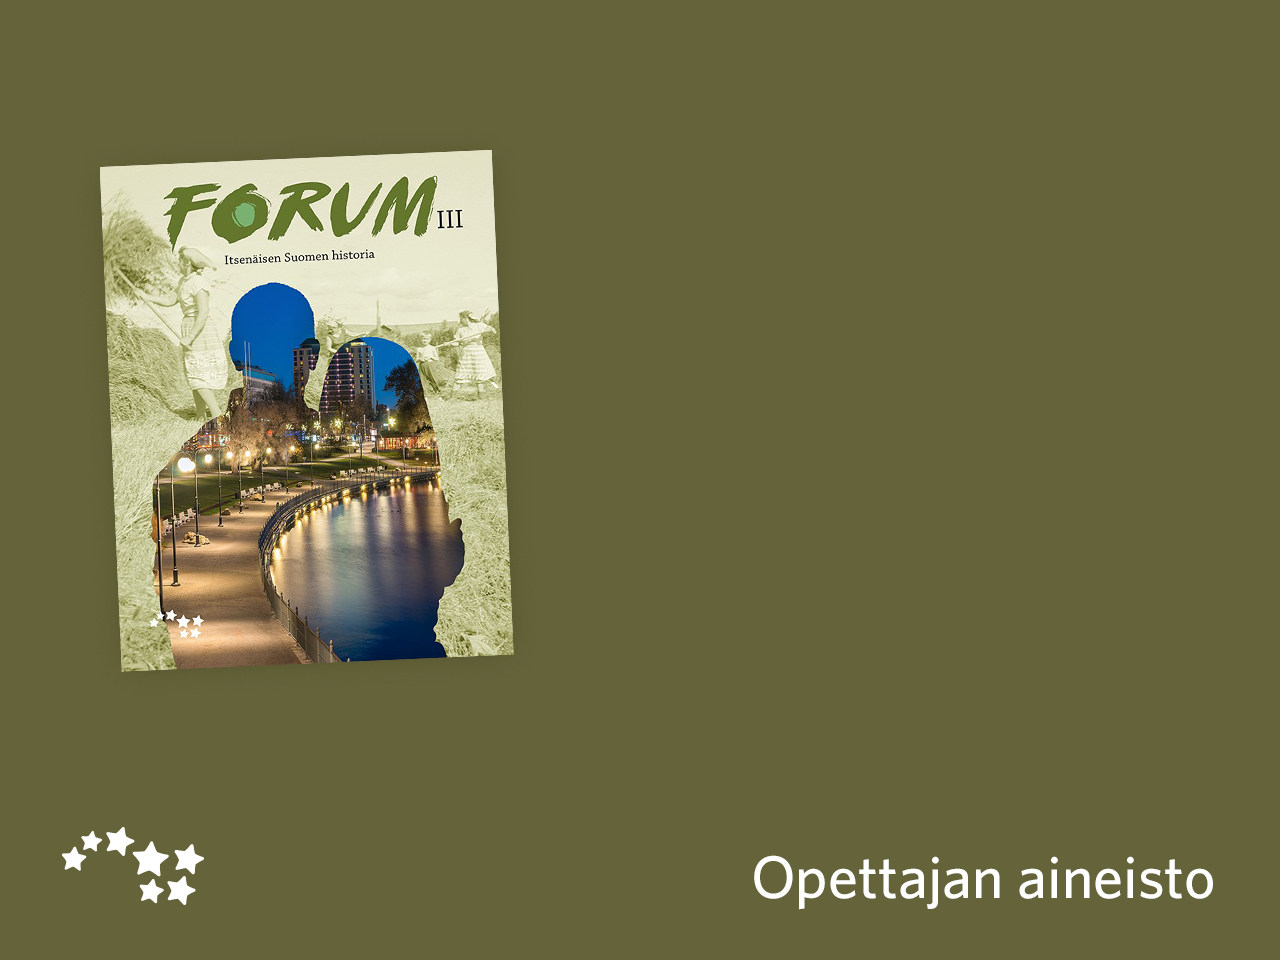 FORUM III
Itsenäisen Suomen historia
Opettajan aineisto